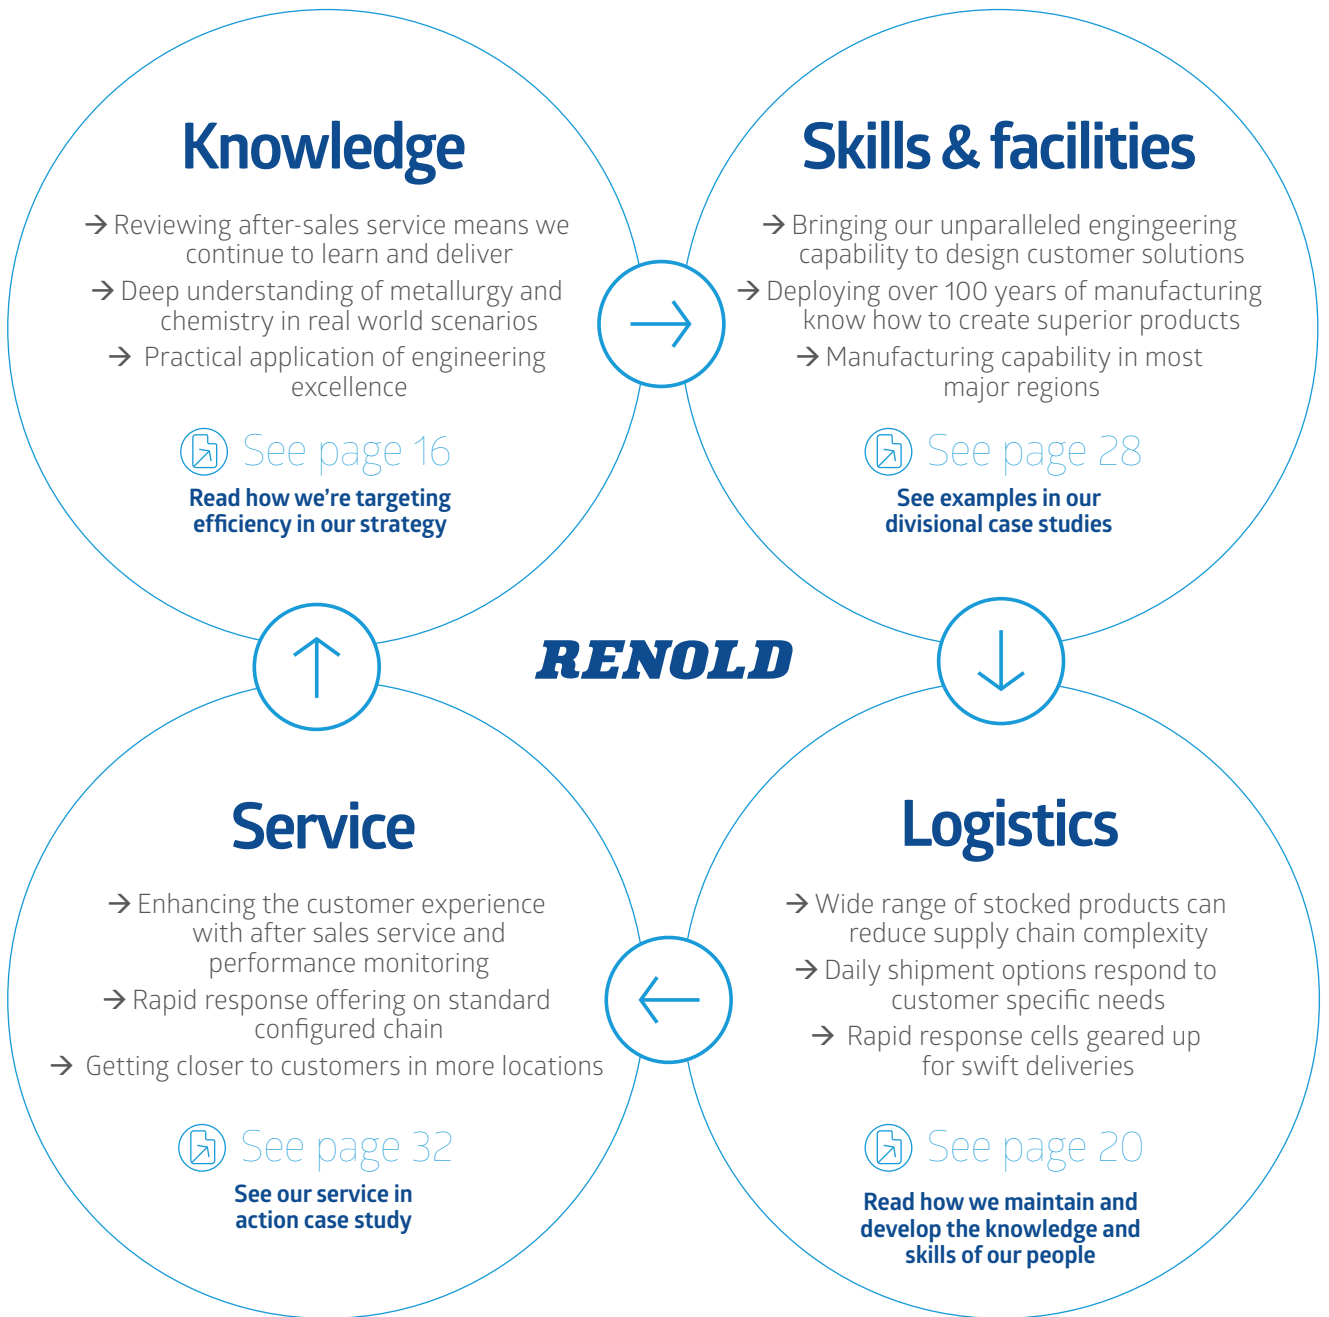 Knowledge
→ Reviewing after-sales service means we
continue to learn and deliver
→ Deep understanding of metallurgy and
chemistry in real world scenarios
→ Practical application of engineering
excellence
See page 16
Read how we're targeting
efficiency in our strategy
Skills & facilities
→ Bringing our unparalleled engingeering
capability to design customer solutions
→ Deploying over 100 years of manufacturing
know how to create superior products
→ Manufacturing capability in most
major regions
See page 28
See examples in our
divisional case studies
RENOLD
Service
→ Enhancing the customer experience
with after sales service and
performance monitoring
→ Rapid response offering on standard
configured chain
→ Getting closer to customers in more locations
See page 32
See our service in
action case study
Logistics
→ Wide range of stocked products can
reduce supply chain complexity
→ Daily shipment options respond to
customer specific needs
→ Rapid response cells geared up
for swift deliveries
See page 20
Read how we maintain and
develop the knowledge and
skills of our people